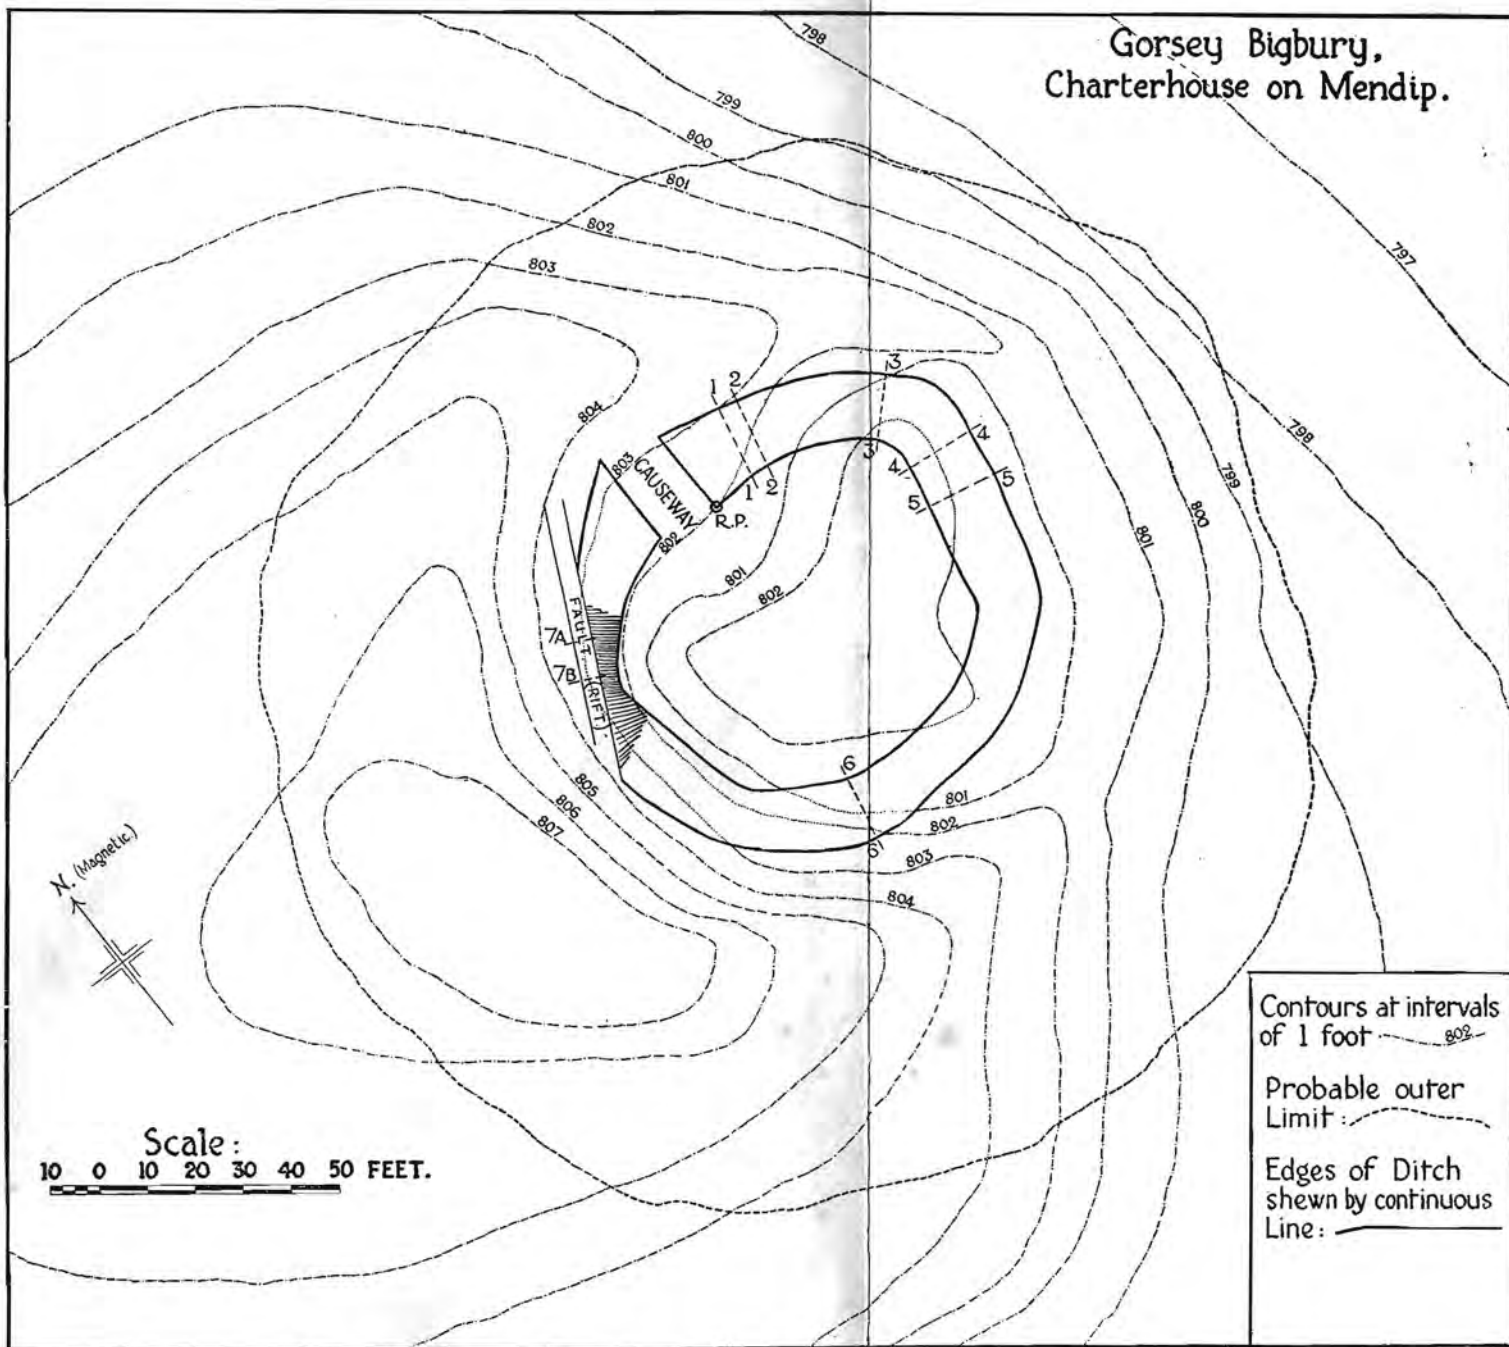 Gorsey Bigbury,
Charterhouse on Mendip.
798
799
800
801
802
803
804
797
798
799
800
801
1 2
3
4
5
803
CAUSEWAY
1 2
3
4
5
R.P.
802
801
802
FAULT (RIFT).
7A
7B
6
6
801
802
803
804
805
806
807
N. (Magnetic)
Scale:
10 0 10 20 30 40 50 FEET.
Contours at intervals
of 1 foot 802
Probable outer
Limit:
Edges of Ditch
shewn by continuous
Line: